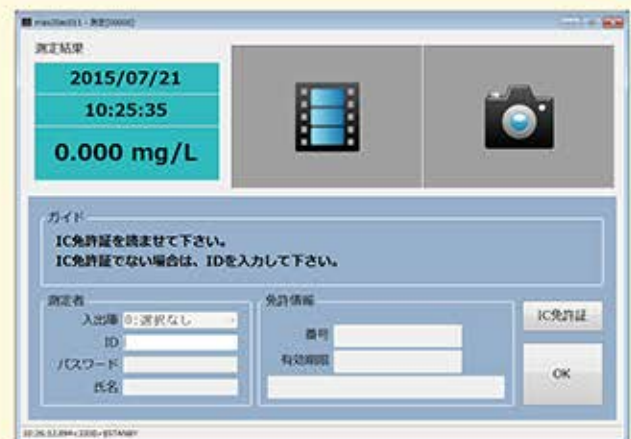 測定結果
2015/07/21
10:25:35
0.000 mg/L
ガイド
IC免許証を読ませて下さい。
IC免許証でない場合は、IDを入力して下さい。
測定者
入出庫 0:選択なし
ID
パスワード
氏名
免許情報
番号
有効期限
IC免許証
OK